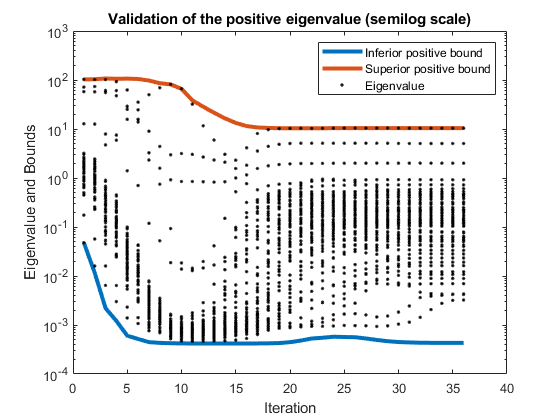 Validation of the positive eigenvalue (semilog scale)
Inferior positive bound
Superior positive bound
Eigenvalue
Eigenvalue and Bounds
10^3
10^2
10^1
10^0
10^-1
10^-2
10^-3
10^-4
0 5 10 15 20 25 30 35 40
Iteration